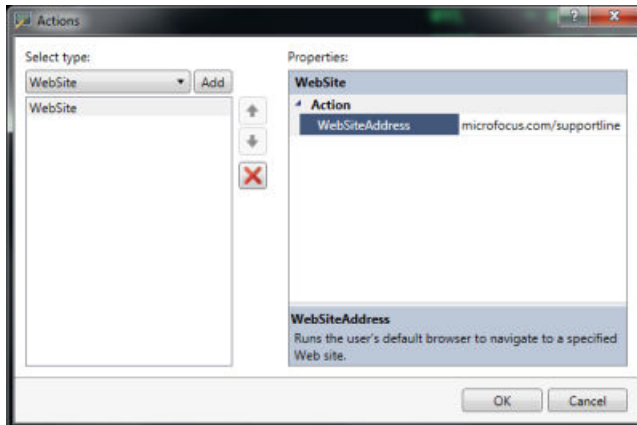 Actions
Select type:
WebSite
Add
WebSite
Properties:
WebSite
Action
WebSiteAddress microfocus.com/supportline
WebSiteAddress
Runs the user's default browser to navigate to a specified
Web site.
OK Cancel